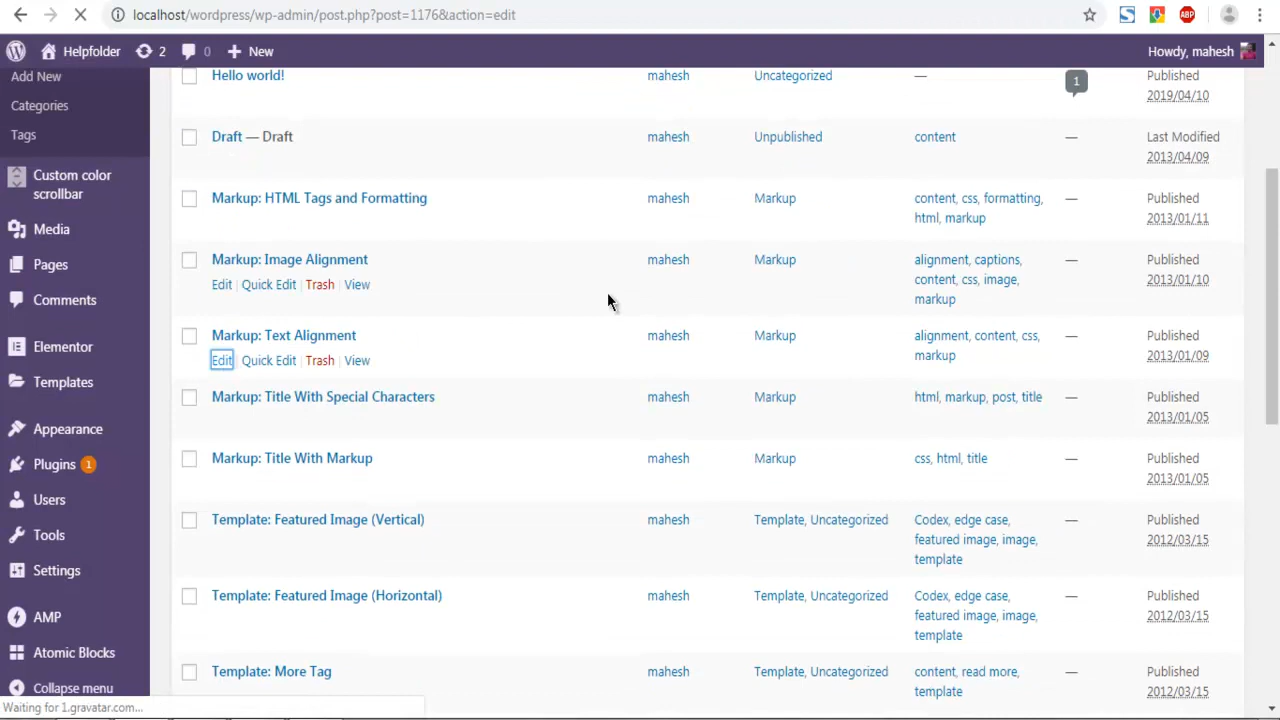 localhost/wordpress/wp-admin/post.php?post=1176&action=edit
S
ABP
Helpfolder
2
0
New
Howdy, mahesh
Add New
Categories
Tags
Custom color
scrollbar
Media
Pages
Comments
Elementor
Templates
Appearance
Plugins 1
Users
Tools
Settings
AMP
Atomic Blocks
Collapse menu
Hello world! mahesh Uncategorized — 1 Published
2019/04/10
Draft — Draft mahesh Unpublished content — Last Modified
2013/04/09
Markup: HTML Tags and Formatting mahesh Markup content, css, formatting, — Published
html, markup 2013/01/11
Markup: Image Alignment mahesh Markup alignment, captions, — Published
Edit | Quick Edit | Trash | View content, css, image, 2013/01/10
markup
Markup: Text Alignment mahesh Markup alignment, content, css, — Published
Edit | Quick Edit | Trash | View markup 2013/01/09
Markup: Title With Special Characters mahesh Markup html, markup, post, title — Published
2013/01/05
Markup: Title With Markup mahesh Markup css, html, title — Published
2013/01/05
Template: Featured Image (Vertical) mahesh Template, Uncategorized Codex, edge case, — Published
featured image, image, 2012/03/15
template
Template: Featured Image (Horizontal) mahesh Template, Uncategorized Codex, edge case, — Published
featured image, image, 2012/03/15
template
Template: More Tag mahesh Template, Uncategorized content, read more, — Published
template 2012/03/15
Waiting for 1.gravatar.com...